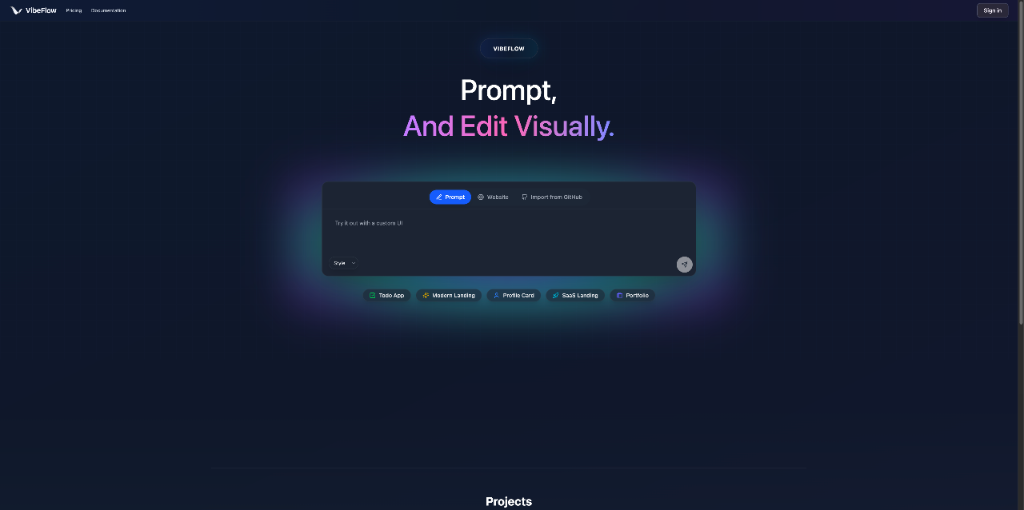 VibeFlow Pricing Documentation Sign in
VIBEFLOW
Prompt,
And Edit Visually.
Prompt Website Import from GitHub
Try it out with a custom UI
Style
Todo App Modern Landing Profile Card SaaS Landing Portfolio
Projects